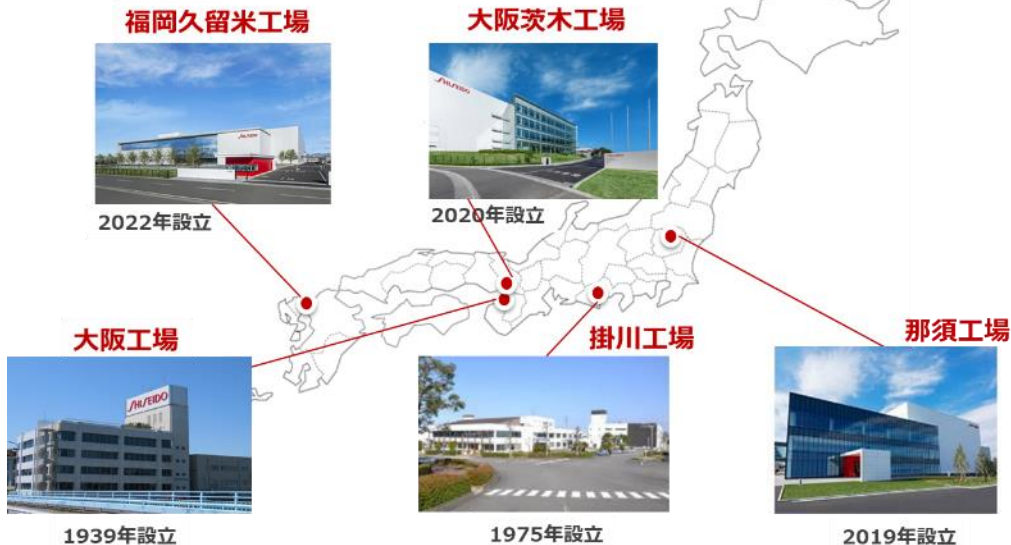 福岡久留米工場
大阪茨木工場
SHISEIDO
SHISEIDO
2022年設立
2020年設立
大阪工場
掛川工場
那須工場
SHISEIDO
1939年設立
1975年設立
2019年設立